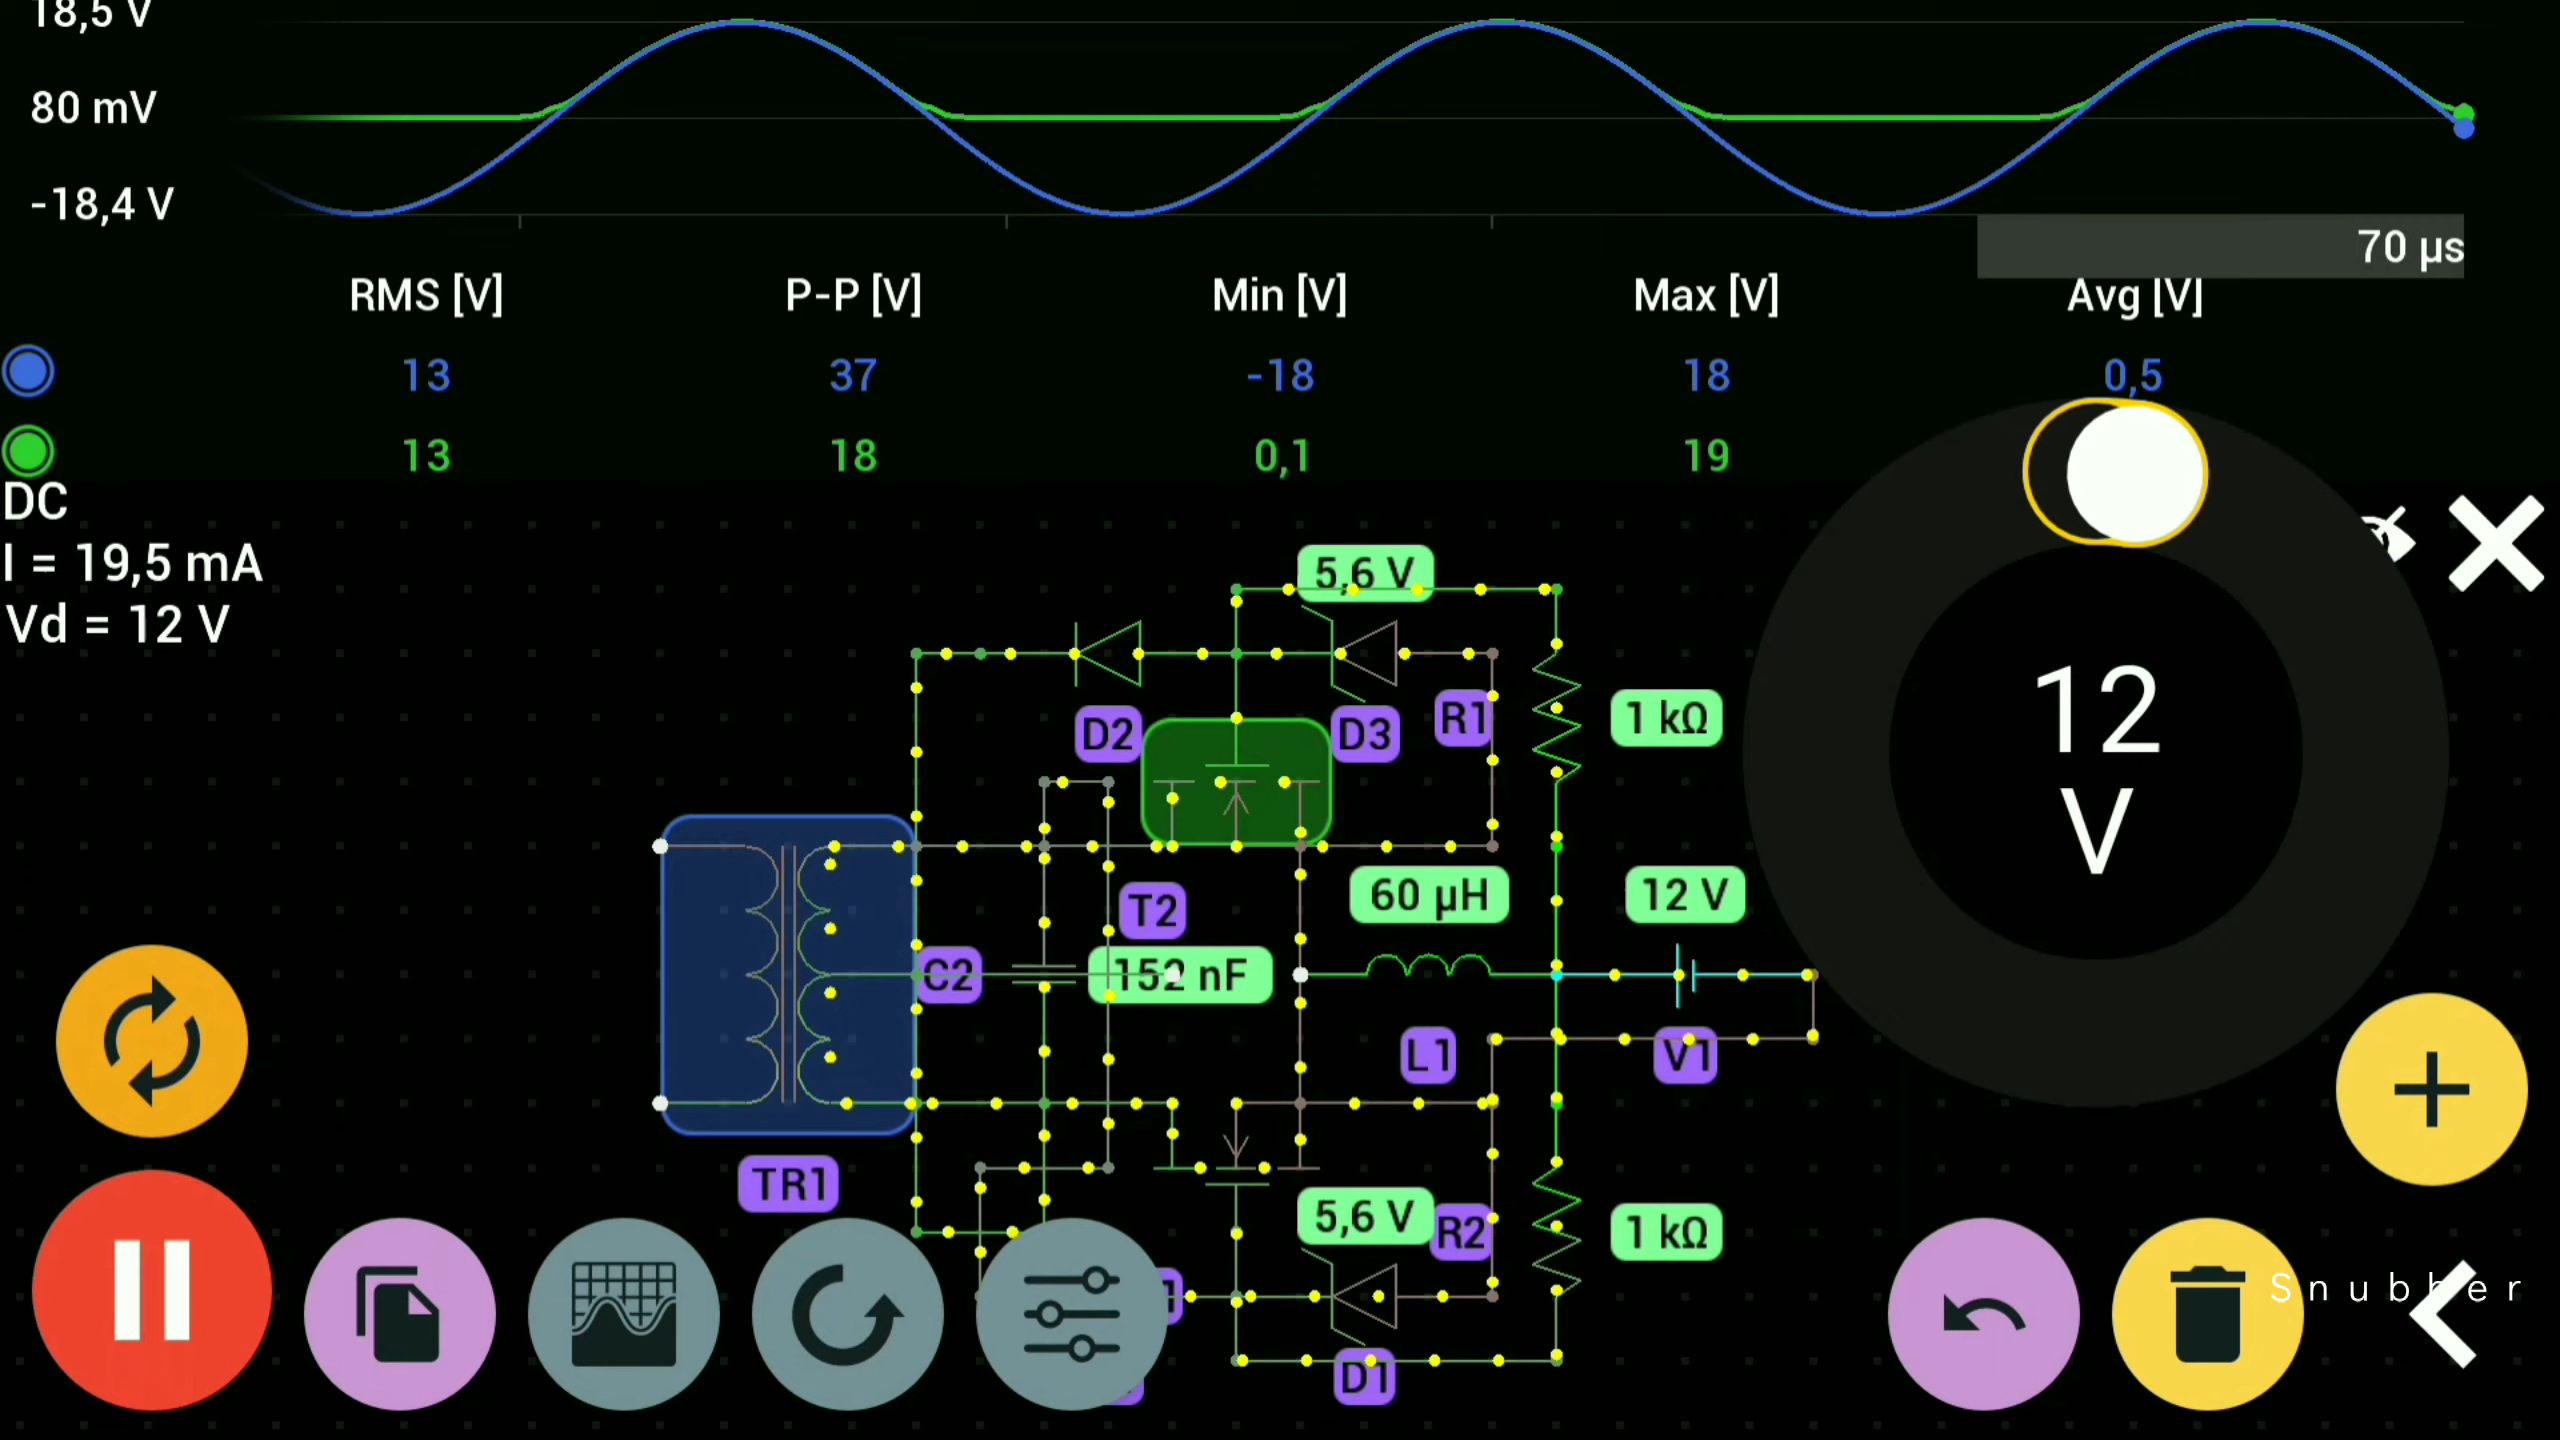 18,5 V
80 mV
-18,4 V
70 µs
RMS [V] P-P [V] Min [V] Max [V] Avg [V]
13 37 -18 18 0,5
13 18 0,1 19
DC
I = 19,5 mA
Vd = 12 V
5,6 V
D2 D3 R1 1 kΩ
12
V
T2 60 µH 12 V
C2 152 nF
L1 V1
TR1
5,6 V R2 1 kΩ
D1
Snubber